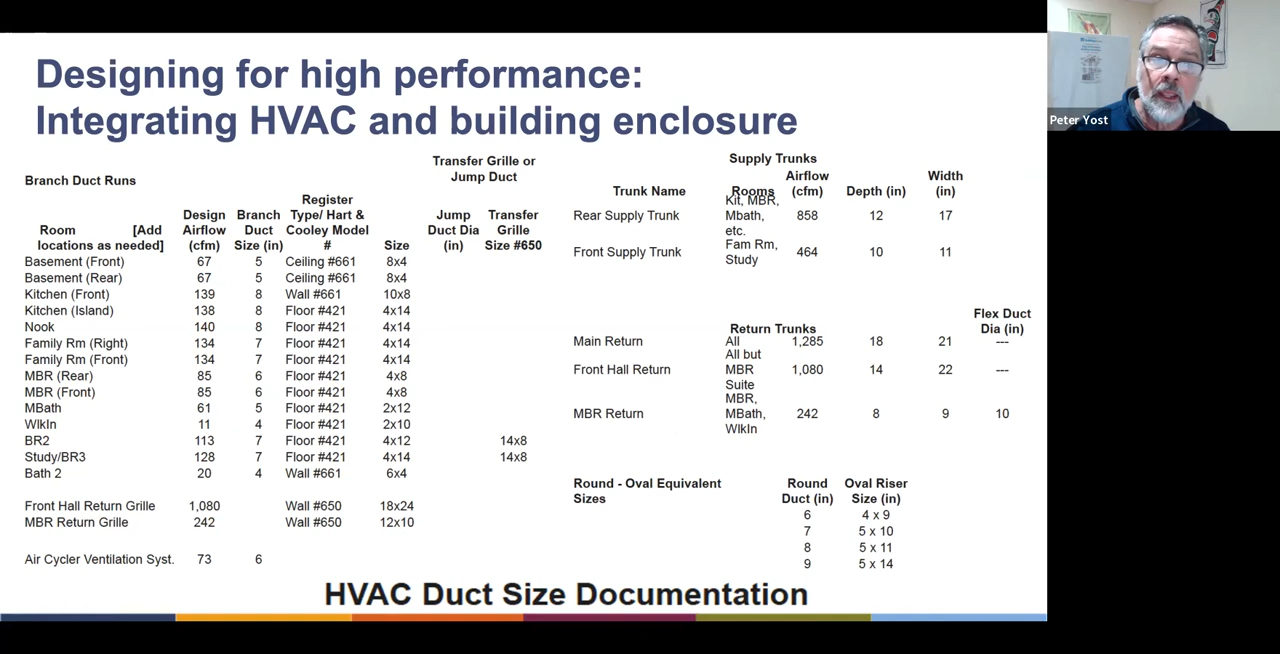 Designing for high performance:
Integrating HVAC and building enclosure
Peter Yost
Branch Duct Runs
Transfer Grille or
Jump Duct
Room [Add
locations as needed]
Design
Airflow
(cfm)
Branch
Duct
Size (in)
Register
Type/ Hart &
Cooley Model
#
Size
Jump
Duct Dia
(in)
Transfer
Grille
Size #650
Basement (Front) 67 5 Ceiling #661 8x4
Basement (Rear) 67 5 Ceiling #661 8x4
Kitchen (Front) 139 8 Wall #661 10x8
Kitchen (Island) 138 8 Floor #421 4x14
Nook 140 8 Floor #421 4x14
Family Rm (Right) 134 7 Floor #421 4x14
Family Rm (Front) 134 7 Floor #421 4x14
MBR (Rear) 85 6 Floor #421 4x8
MBR (Front) 85 6 Floor #421 4x8
MBath 61 5 Floor #421 2x12
WlkIn 11 4 Floor #421 2x10
BR2 113 7 Floor #421 4x12 14x8
Study/BR3 128 7 Floor #421 4x14 14x8
Bath 2 20 4 Wall #661 6x4
Front Hall Return Grille 1,080 Wall #650 18x24
MBR Return Grille 242 Wall #650 12x10
Air Cycler Ventilation Syst. 73 6
Supply Trunks
Trunk Name
Rooms
Airflow
(cfm)
Depth (in)
Width
(in)
Rear Supply Trunk
Kit, MBR,
Mbath,
etc.
858 12 17
Front Supply Trunk
Fam Rm,
Study
464 10 11
Return Trunks
Flex Duct
Dia (in)
Main Return All 1,285 18 21 ---
Front Hall Return
All but
MBR
Suite
1,080 14 22 ---
MBR Return
MBR,
MBath,
WlkIn
242 8 9 10
Round - Oval Equivalent
Sizes
Round
Duct (in)
Oval Riser
Size (in)
6 4 x 9
7 5 x 10
8 5 x 11
9 5 x 14
HVAC Duct Size Documentation